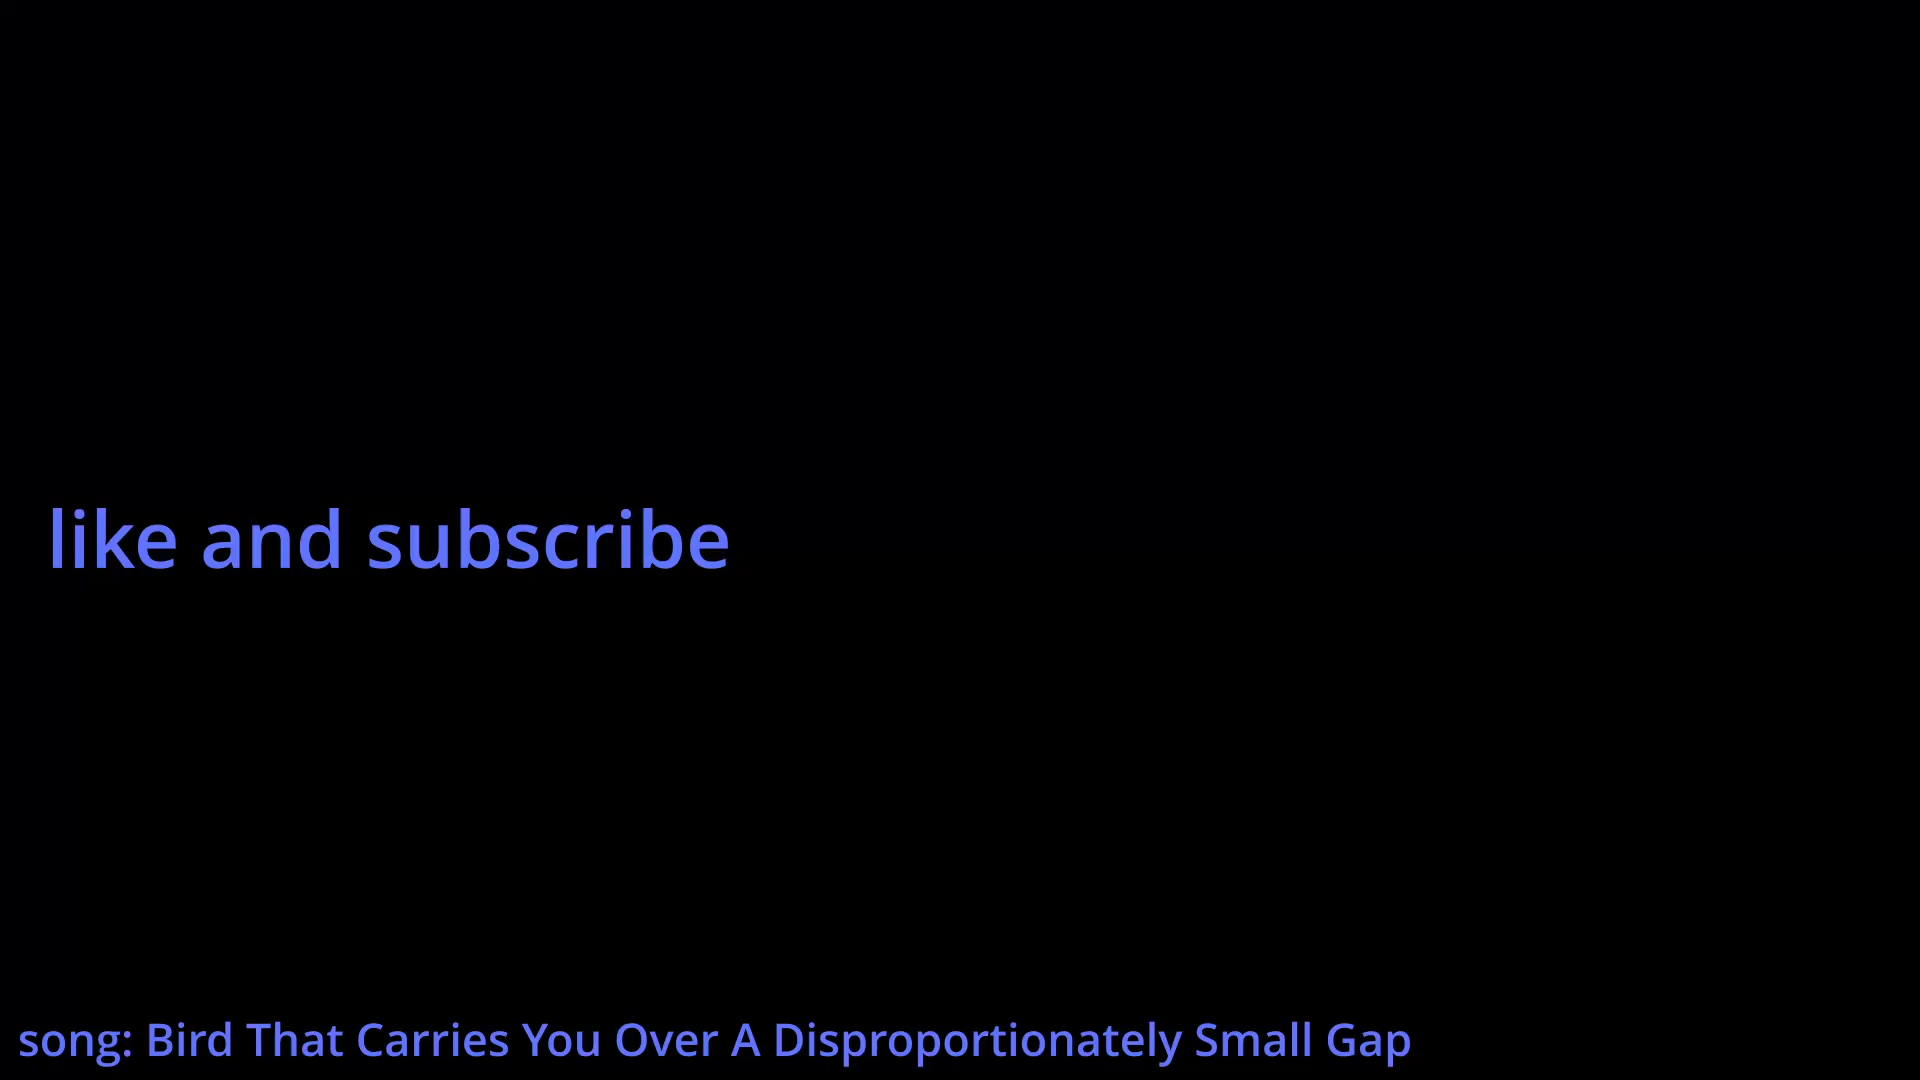 like and subscribe
song: Bird That Carries You Over A Disproportionately Small Gap